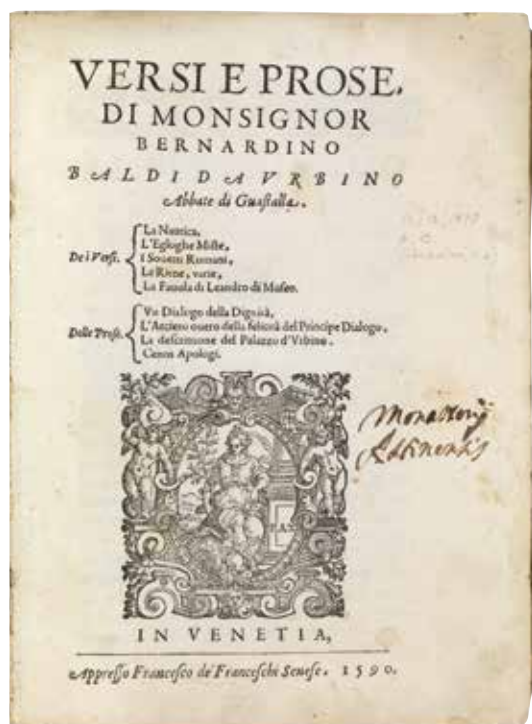 VERSI E PROSE.
DI MONSIGNOR
BERNARDINO
BALDI DA VRBINO
Abbate di Guastalla.
De i Versi.
La Nautica,
L'Egloghe Miste,
I Sonetti Romani,
Le Rime, varie,
La Fauola di Leandro di Museo.
Delle Prose.
Vn Dialogo della Dignità,
L'Arciero ouero della felicità del Principe Dialogo,
La descrittione del Palazzo d'Vrbino.
Cento Apologi.
Monasterij
IN VENETIA,
Appresso Francesco de' Franceschi Senese. 1590.